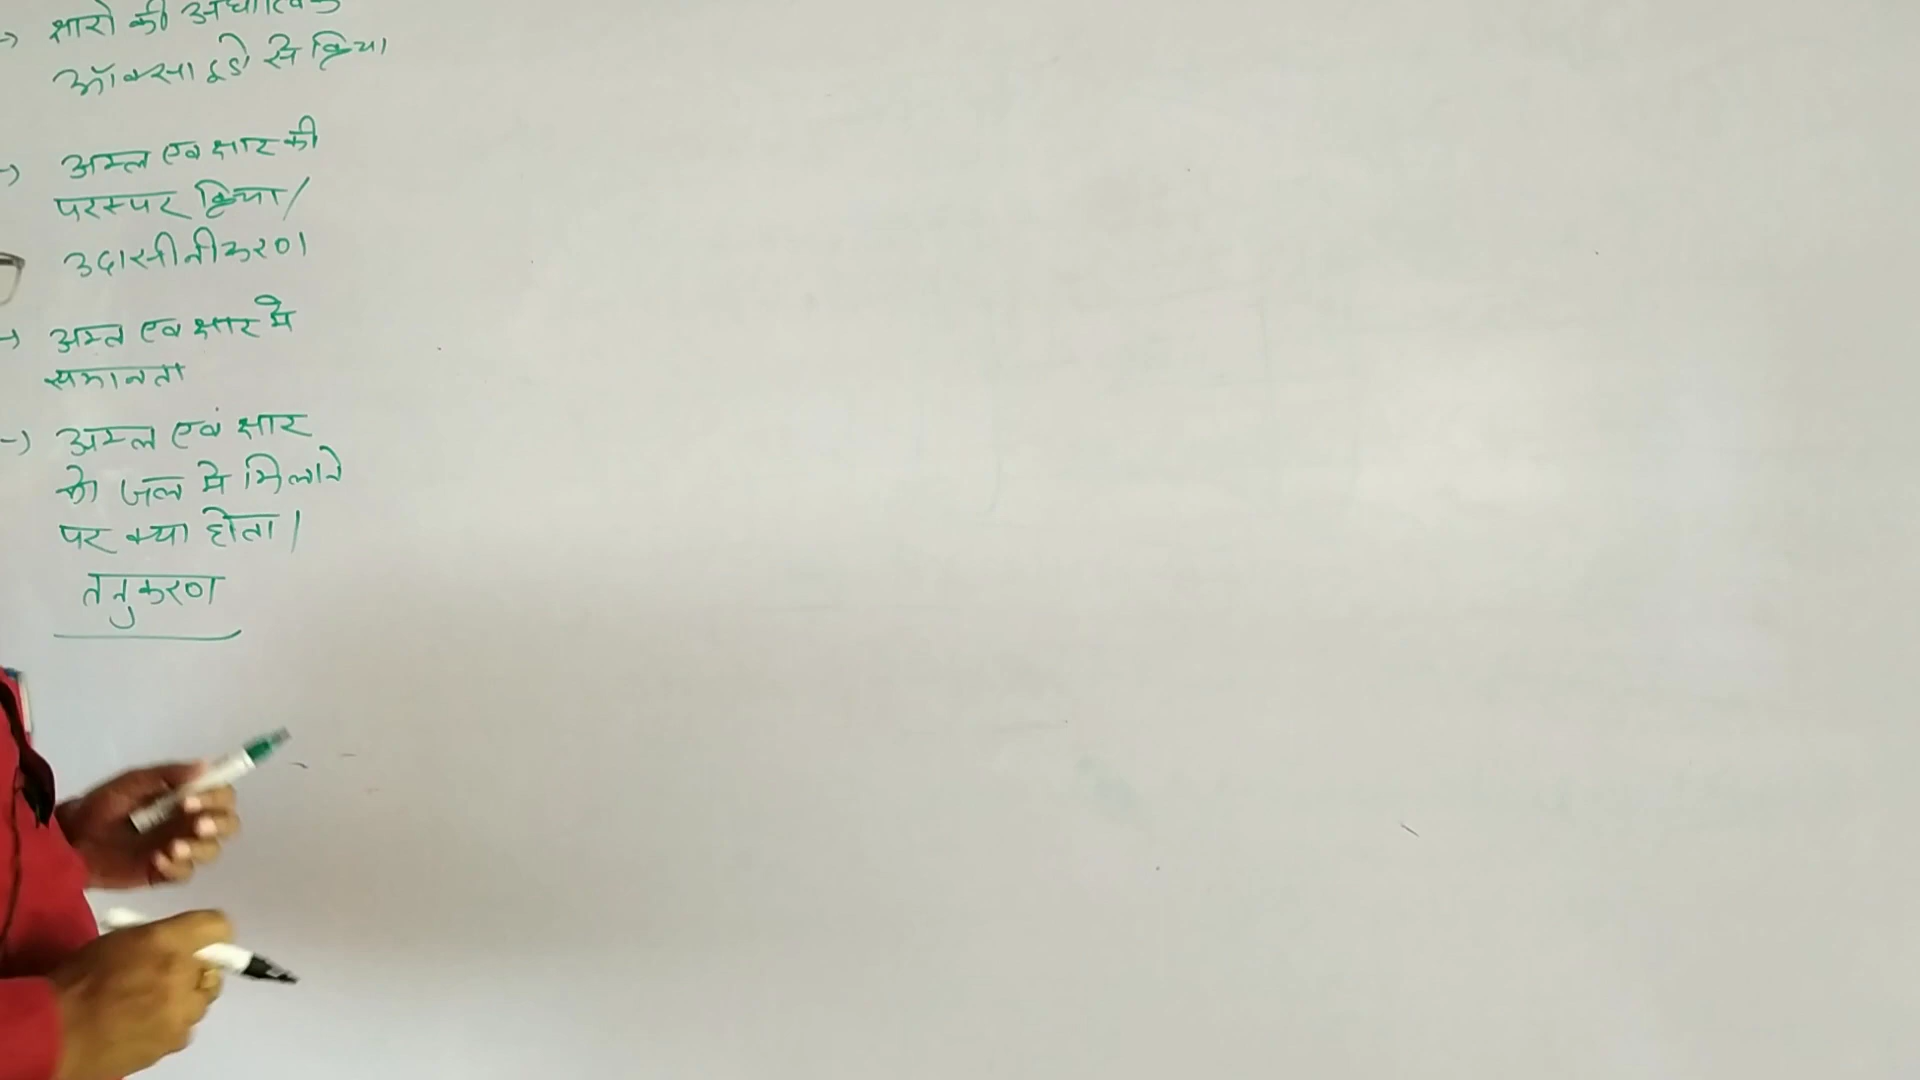 → क्षारों की अधात्विक
ऑक्साइडों से क्रिया
→ अम्ल एव क्षार की
परस्पर क्रिया/
उदासीनीकरण।
→ अम्ल एव क्षार मे
समानता
→ अम्ल एवं क्षार
को जल मे मिलाने
पर क्या होता।
तनुकरण